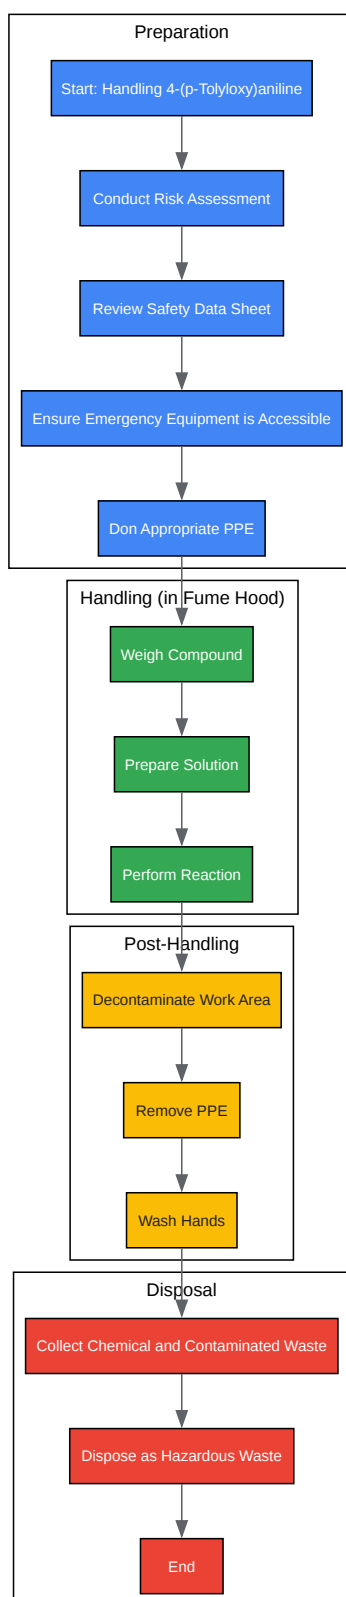 Preparation
Start: Handling 4-(p-Tolyloxy)aniline
Conduct Risk Assessment
Review Safety Data Sheet
Ensure Emergency Equipment is Accessible
Don Appropriate PPE
Handling (in Fume Hood)
Weigh Compound
Prepare Solution
Perform Reaction
Post-Handling
Decontaminate Work Area
Remove PPE
Wash Hands
Disposal
Collect Chemical and Contaminated Waste
Dispose as Hazardous Waste
End